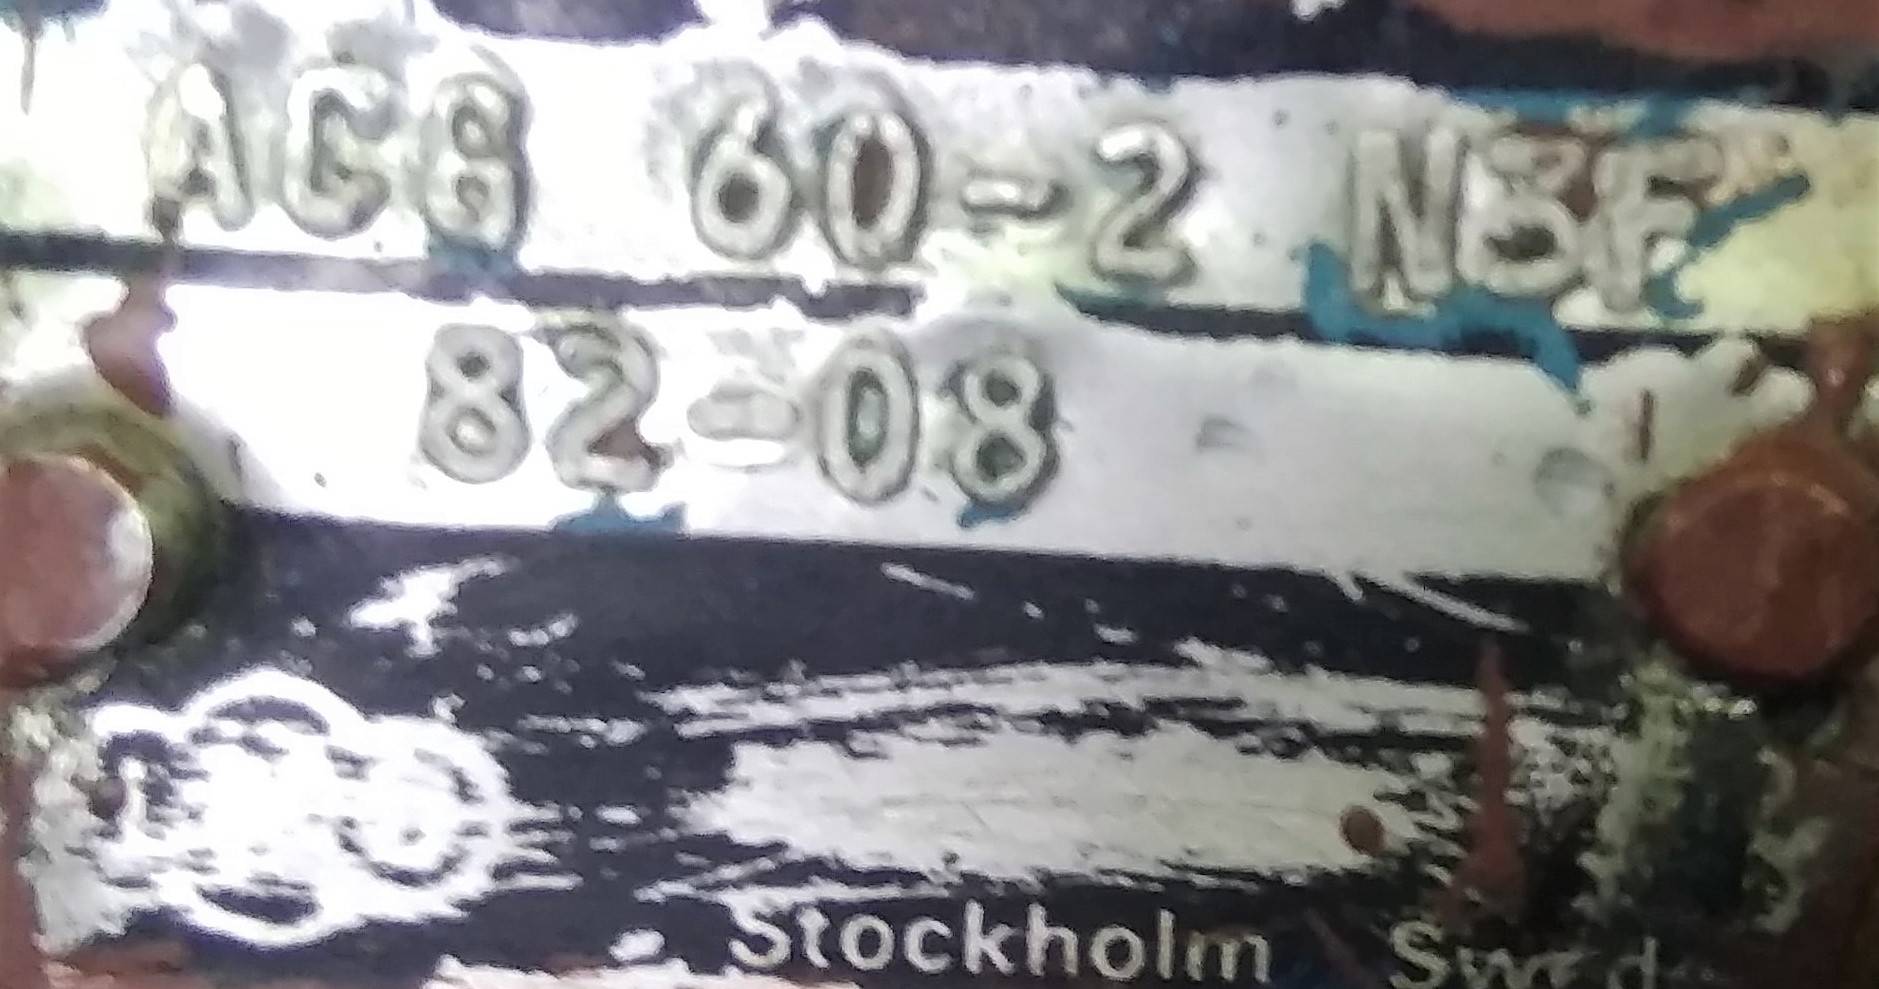 ACG 60-2 NBF
82-08
Stockholm